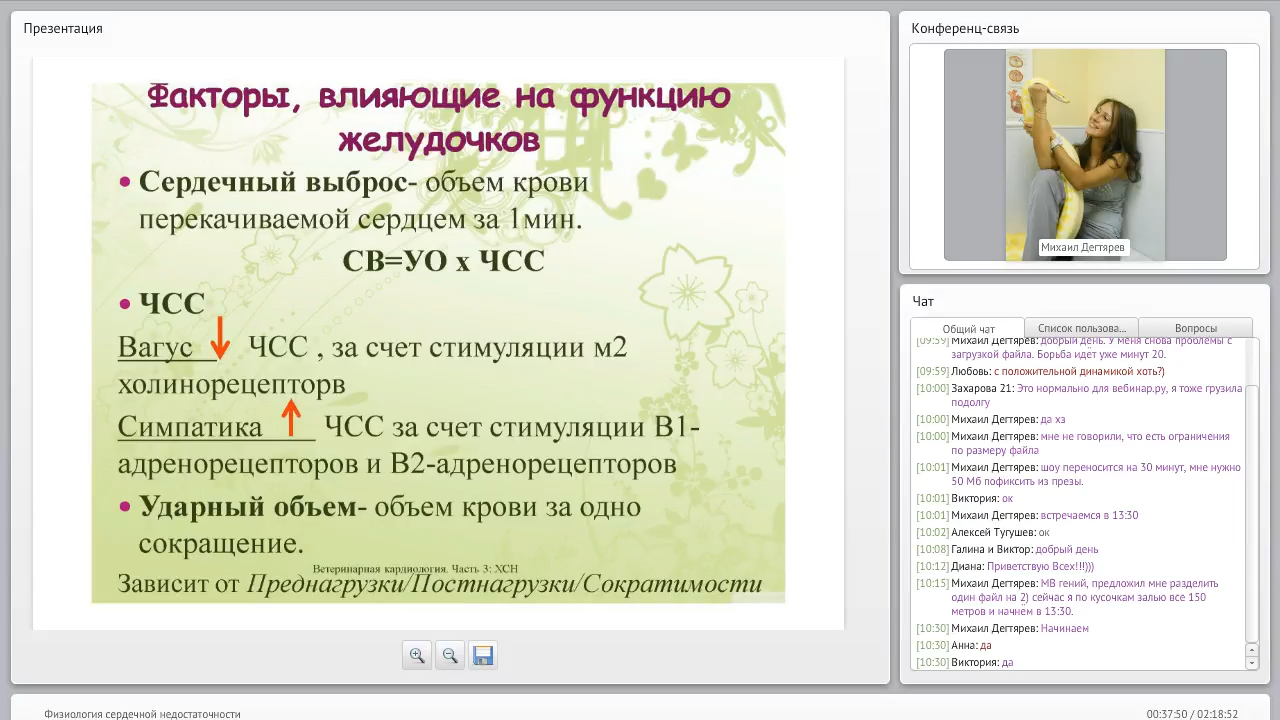 Презентация
Факторы, влияющие на функцию
желудочков
• Сердечный выброс- объем крови
перекачиваемой сердцем за 1мин.
СВ=УО х ЧСС
• ЧСС
Вагус ↓ ЧСС , за счет стимуляции м2
холинорецепторв
Симпатика ↑ ЧСС за счет стимуляции В1-
адренорецепторов и В2-адренорецепторов
• Ударный объем- объем крови за одно
сокращение.
Ветеринарная кардиология. Часть 3: ХСН
Зависит от Преднагрузки/Постнагрузки/Сократимости
Конференц-связь
Михаил Дегтярев
Чат
Общий чат
Список пользова...
Вопросы
[09:59] Михаил Дегтярев: добрый день. У меня снова проблемы с
загрузкой файла. Борьба идёт уже минут 20.
[09:59] Любовь: с положительной динамикой хоть?)
[10:00] Захарова 21: Это нормально для вебинар.ру, я тоже грузила
подолгу
[10:00] Михаил Дегтярев: да хз
[10:00] Михаил Дегтярев: мне не говорили, что есть ограничения
по размеру файла
[10:01] Михаил Дегтярев: шоу переносится на 30 минут, мне нужно
50 Мб пофиксить из презы.
[10:01] Виктория: ок
[10:01] Михаил Дегтярев: встречаемся в 13:30
[10:02] Алексей Тугушев: ок
[10:08] Галина и Виктор: добрый день
[10:12] Диана: Приветствую Всех!!!)))
[10:15] Михаил Дегтярев: МВ гений, предложил мне разделить
один файл на 2) сейчас я по кусочкам залью все 150
метров и начнём в 13:30.
[10:30] Михаил Дегтярев: Начинаем
[10:30] Анна: да
[10:30] Виктория: да
Физиология сердечной недостаточности
00:37:50 / 02:18:52